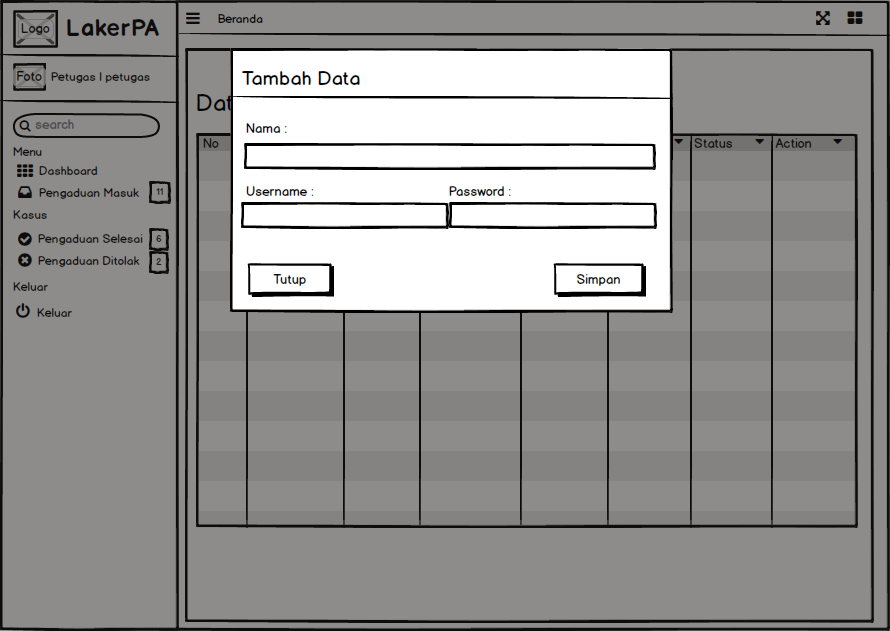 Logo LakerPA
Beranda
Foto Petugas | petugas
search
Menu
Dashboard
Pengaduan Masuk 11
Kasus
Pengaduan Selesai 6
Pengaduan Ditolak 2
Keluar
Keluar
Tambah Data
Nama :
Username : Password :
Tutup Simpan
No Status Action